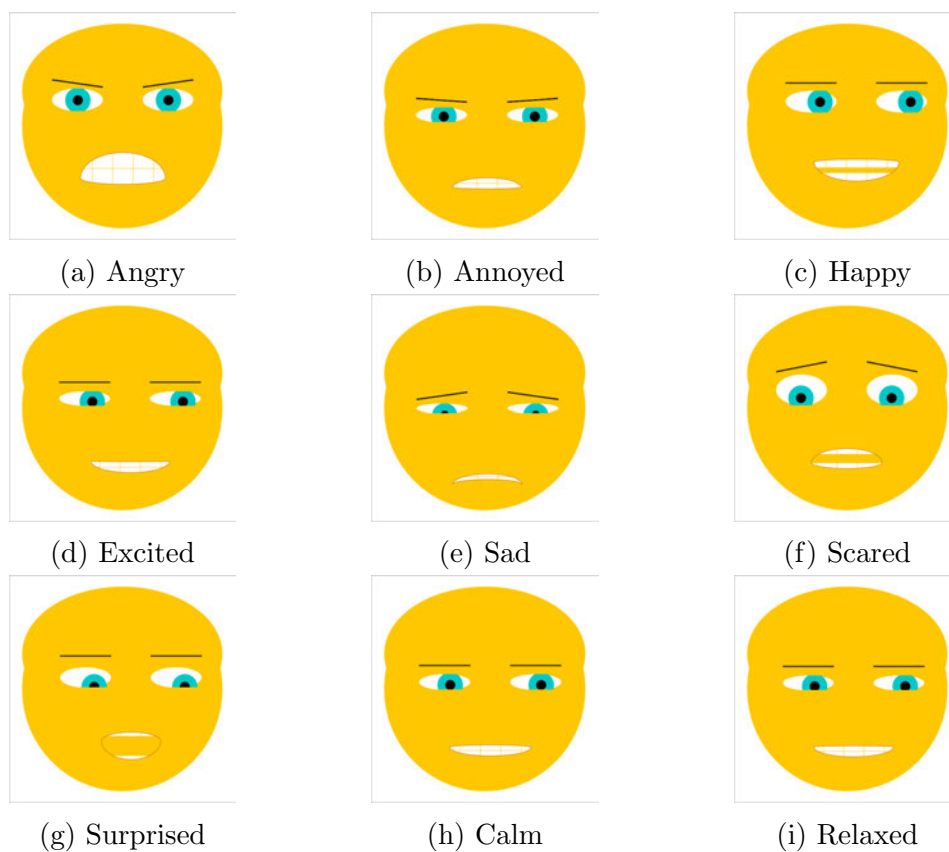 (a) Angry
(b) Annoyed
(c) Happy
(d) Excited
(e) Sad
(f) Scared
(g) Surprised
(h) Calm
(i) Relaxed